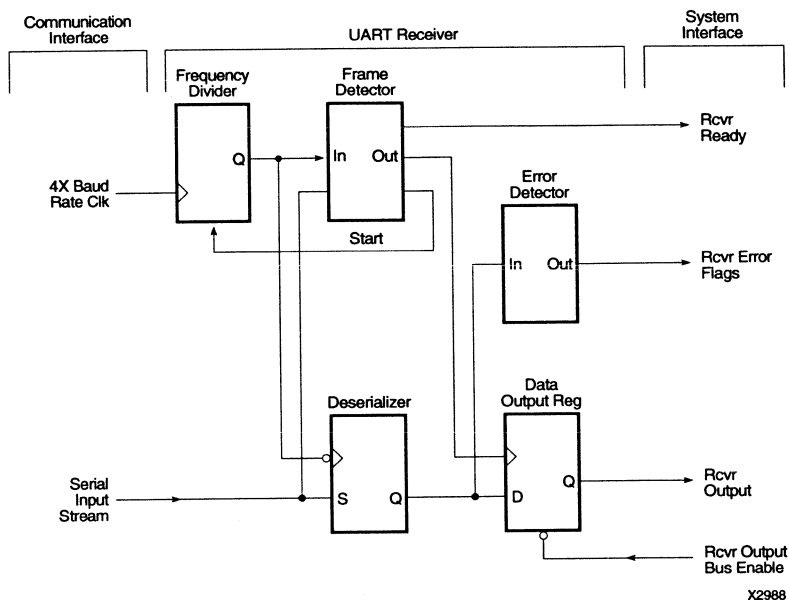 Communication
Interface
UART Receiver
System
Interface
Frequency
Divider
Frame
Detector
Q
In
Out
Rcvr
Ready
4X Baud
Rate Clk
Start
Error
Detector
In
Out
Rcvr Error
Flags
Deserializer
Data
Output Reg
Serial
Input
Stream
S
Q
D
Q
Rcvr
Output
Rcvr Output
Bus Enable
X2988